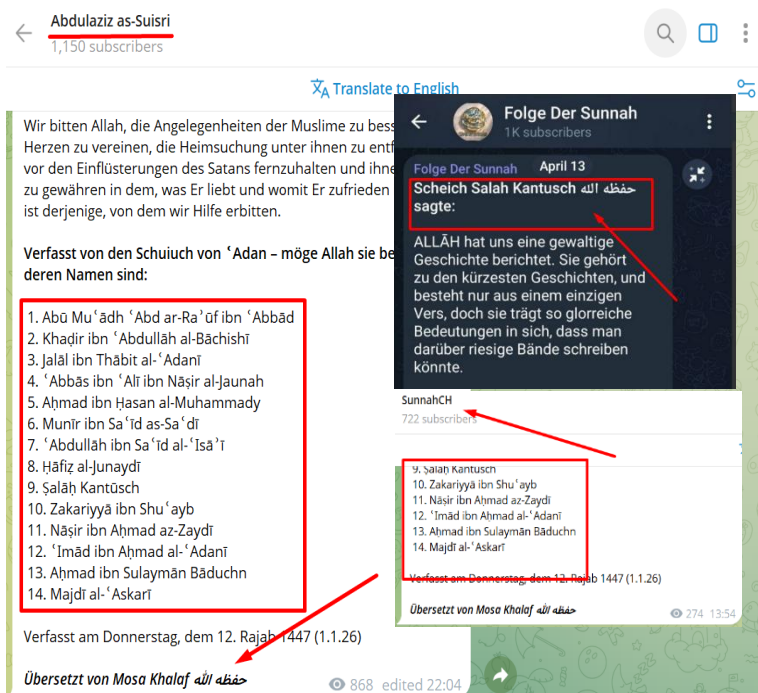 Abdulaziz as-Suisri
1,150 subscribers
Translate to English
Wir bitten Allah, die Angelegenheiten der Muslime zu bess
Herzen zu vereinen, die Heimsuchung unter ihnen zu entf
vor den Einflüsterungen des Satans fernzuhalten und ihne
zu gewähren in dem, was Er liebt und womit Er zufrieden
ist derjenige, von dem wir Hilfe erbitten.
Verfasst von den Schuiuch von ʿAdan – möge Allah sie be
deren Namen sind:
1. Abū Muʿādh ʿAbd ar-Raʾūf ibn ʿAbbād
2. Khaḍir ibn ʿAbdullāh al-Bāchishī
3. Jalāl ibn Thābit al-ʿAdanī
4. ʿAbbās ibn ʿAlī ibn Nāṣir al-Jaunah
5. Aḥmad ibn Ḥasan al-Muhammady
6. Munīr ibn Saʿīd as-Saʿdī
7. ʿAbdullāh ibn Saʿīd al-ʿIsāʾī
8. Ḥāfiẓ al-Junaydī
9. Ṣalāḥ Kantūsch
10. Zakariyyā ibn Shuʿayb
11. Nāṣir ibn Aḥmad az-Zaydī
12. ʿImād ibn Aḥmad al-ʿAdanī
13. Aḥmad ibn Sulaymān Bāduchn
14. Majdī al-ʿAskarī
Verfasst am Donnerstag, dem 12. Rajab 1447 (1.1.26)
Übersetzt von Mosa Khalaf حفظه الله
868 edited 22:04
Folge Der Sunnah
1K subscribers
Folge Der Sunnah
April 13
Scheich Salah Kantusch حفظه الله
sagte:
ALLĀH hat uns eine gewaltige
Geschichte berichtet. Sie gehört
zu den kürzesten Geschichten, und
besteht nur aus einem einzigen
Vers, doch sie trägt so glorreiche
Bedeutungen in sich, dass man
darüber riesige Bände schreiben
könnte.
SunnahCH
722 subscribers
9. Ṣalāḥ Kantūsch
10. Zakariyyā ibn Shuʿayb
11. Nāṣir ibn Aḥmad az-Zaydī
12. ʿImād ibn Aḥmad al-ʿAdanī
13. Aḥmad ibn Sulaymān Bāduchn
14. Majdī al-ʿAskarī
Verfasst am Donnerstag, dem 12. Rajab 1447 (1.1.26)
Übersetzt von Mosa Khalaf حفظه الله
274 13:54